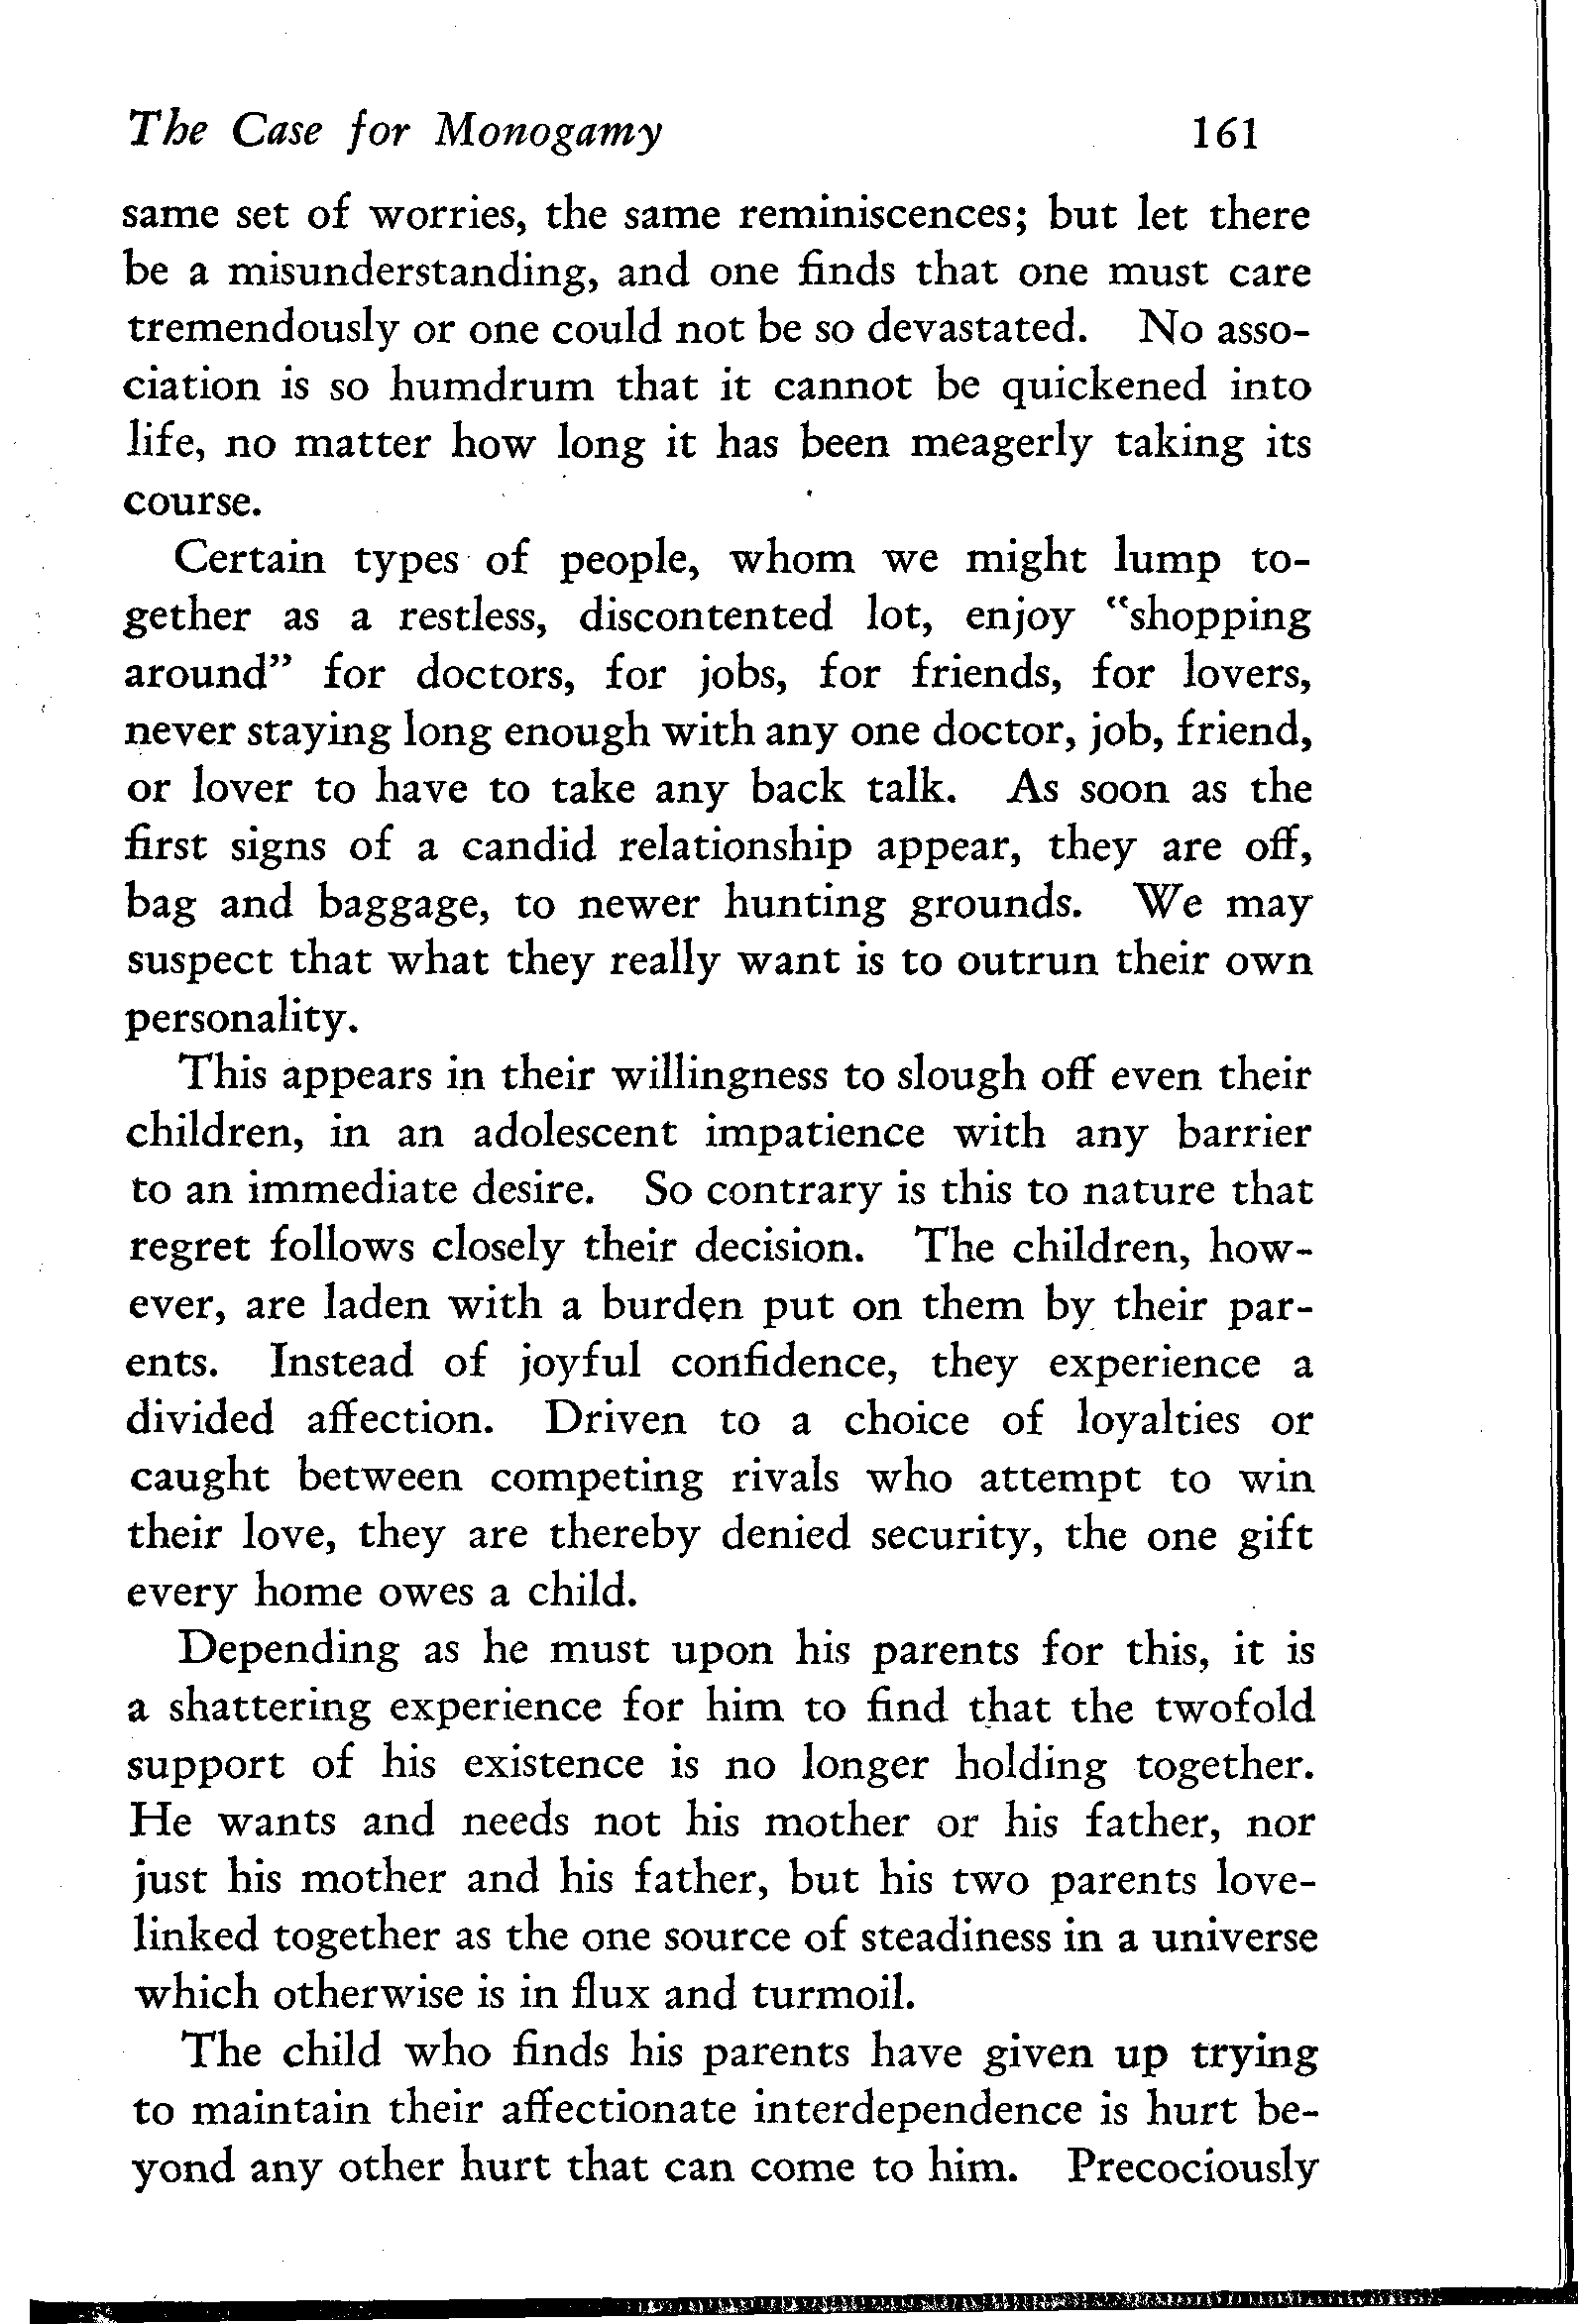 The Case for Monogamy 161
same set of worries, the same reminiscences; but let there
be a misunderstanding, and one finds that one must care
tremendously or one could not be so devastated. No asso-
ciation is so humdrum that it cannot be quickened into
life, no matter how long it has been meagerly taking its
course.
Certain types of people, whom we might lump to-
gether as a restless, discontented lot, enjoy "shopping
around" for doctors, for jobs, for friends, for lovers,
never staying long enough with any one doctor, job, friend,
or lover to have to take any back talk. As soon as the
first signs of a candid relationship appear, they are off,
bag and baggage, to newer hunting grounds. We may
suspect that what they really want is to outrun their own
personality.
This appears in their willingness to slough off even their
children, in an adolescent impatience with any barrier
to an immediate desire. So contrary is this to nature that
regret follows closely their decision. The children, how-
ever, are laden with a burden put on them by their par-
ents. Instead of joyful confidence, they experience a
divided affection. Driven to a choice of loyalties or
caught between competing rivals who attempt to win
their love, they are thereby denied security, the one gift
every home owes a child.
Depending as he must upon his parents for this, it is
a shattering experience for him to find that the twofold
support of his existence is no longer holding together.
He wants and needs not his mother or his father, nor
just his mother and his father, but his two parents love-
linked together as the one source of steadiness in a universe
which otherwise is in flux and turmoil.
The child who finds his parents have given up trying
to maintain their affectionate interdependence is hurt be-
yond any other hurt that can come to him. Precociously